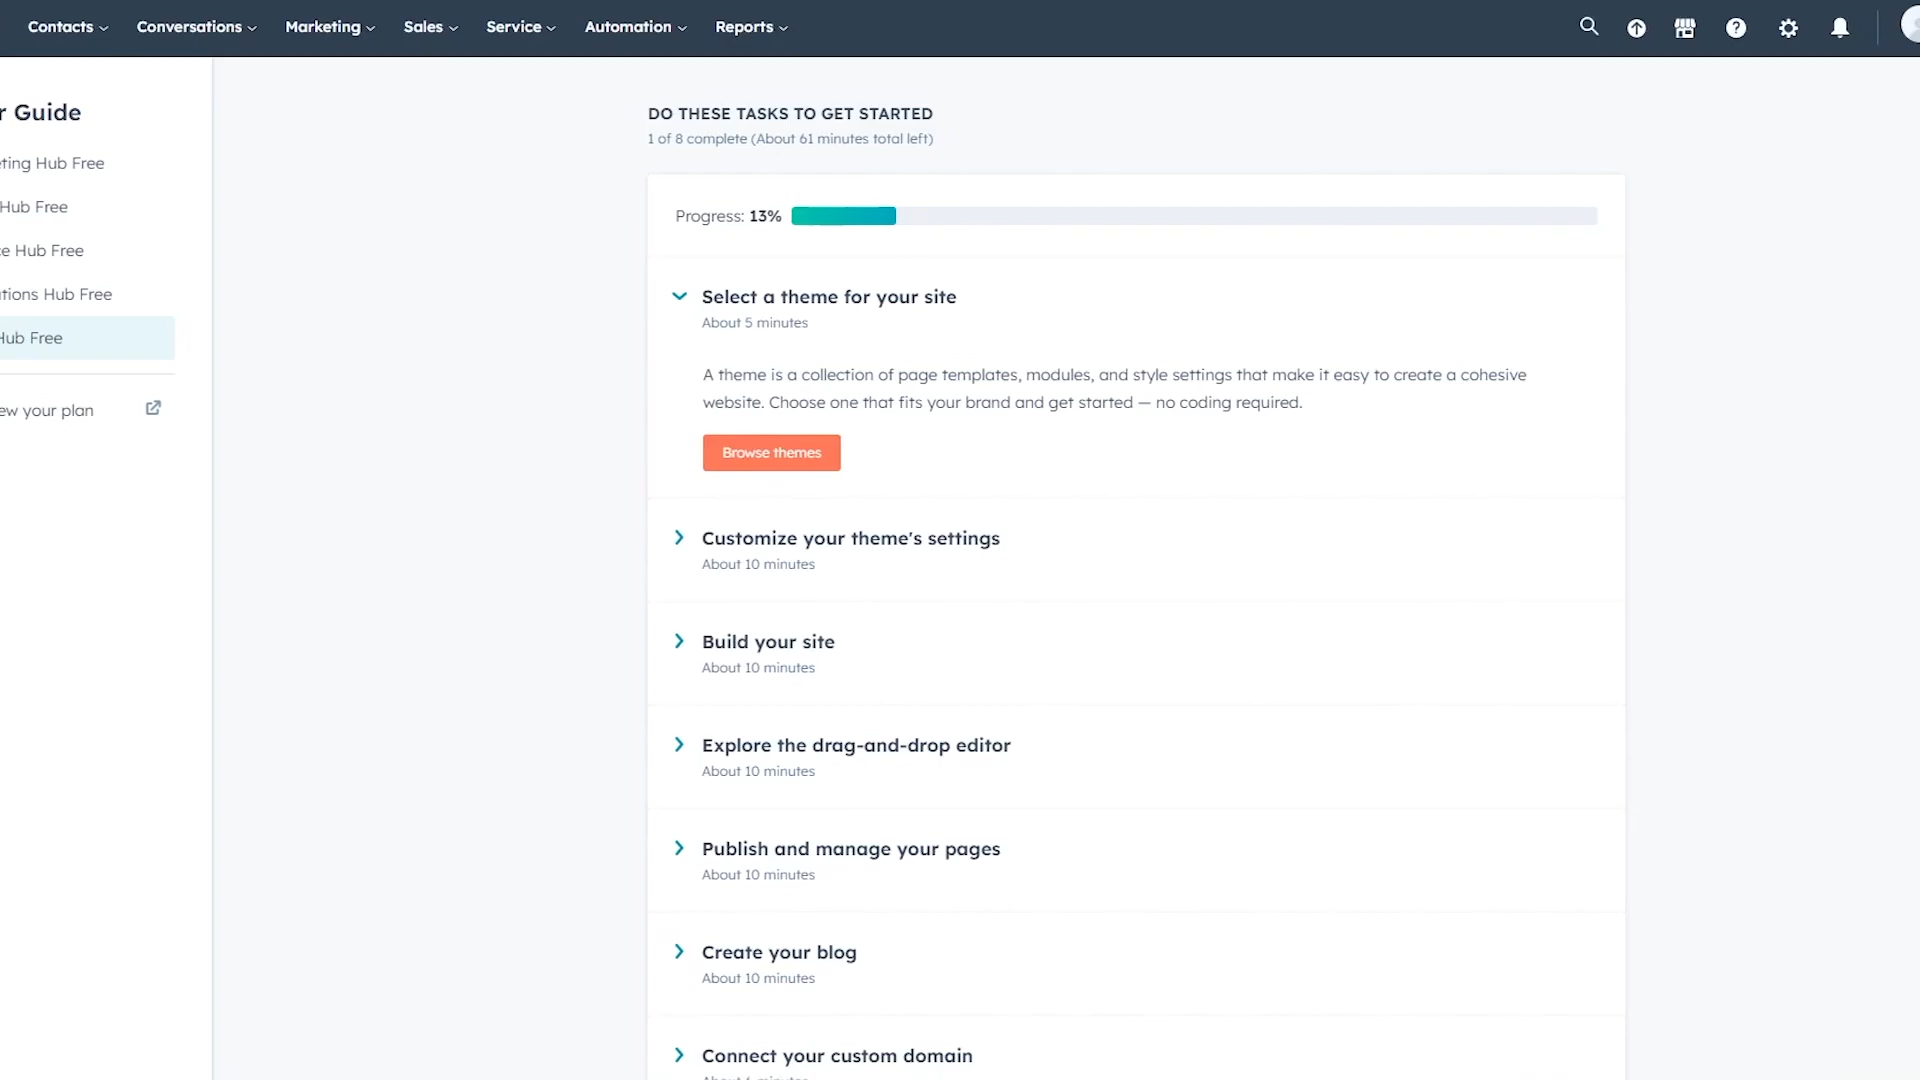 Contacts
Conversations
Marketing
Sales
Service
Automation
Reports
r Guide
eting Hub Free
Hub Free
ce Hub Free
ations Hub Free
Hub Free
ew your plan
DO THESE TASKS TO GET STARTED
1 of 8 complete (About 61 minutes total left)
Progress: 13%
Select a theme for your site
About 5 minutes
A theme is a collection of page templates, modules, and style settings that make it easy to create a cohesive
website. Choose one that fits your brand and get started — no coding required.
Browse themes
Customize your theme's settings
About 10 minutes
Build your site
About 10 minutes
Explore the drag-and-drop editor
About 10 minutes
Publish and manage your pages
About 10 minutes
Create your blog
About 10 minutes
Connect your custom domain